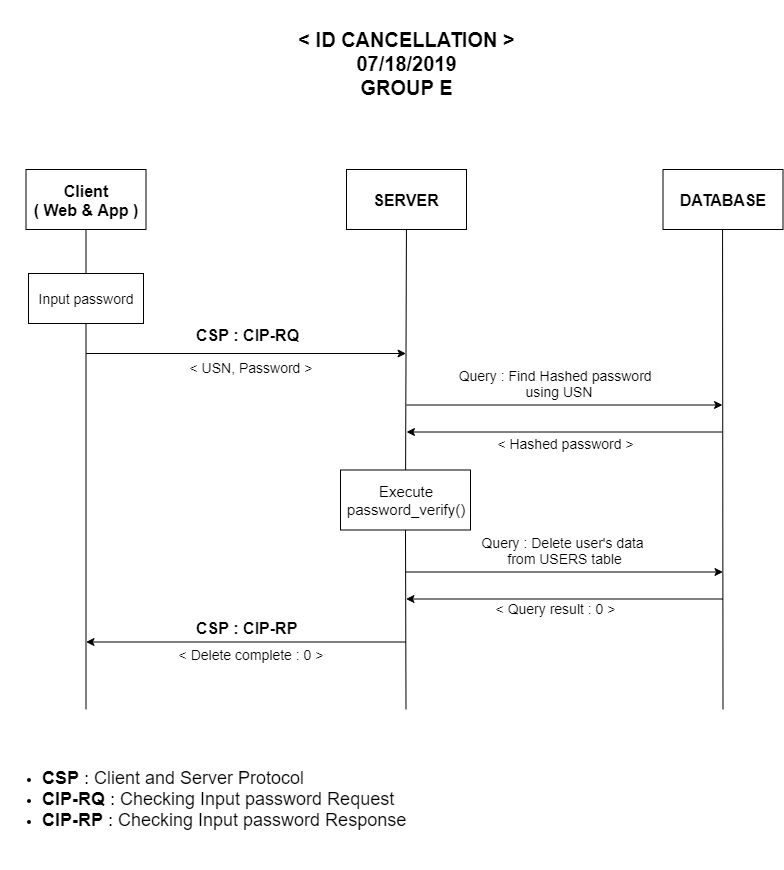 < ID CANCELLATION >
07/18/2019
GROUP E
Client
( Web & App )
SERVER
DATABASE
Input password
CSP : CIP-RQ
< USN, Password >
Query : Find Hashed password
using USN
< Hashed password >
Execute
password_verify()
Query : Delete user's data
from USERS table
< Query result : 0 >
CSP : CIP-RP
< Delete complete : 0 >
• CSP : Client and Server Protocol
• CIP-RQ : Checking Input password Request
• CIP-RP : Checking Input password Response